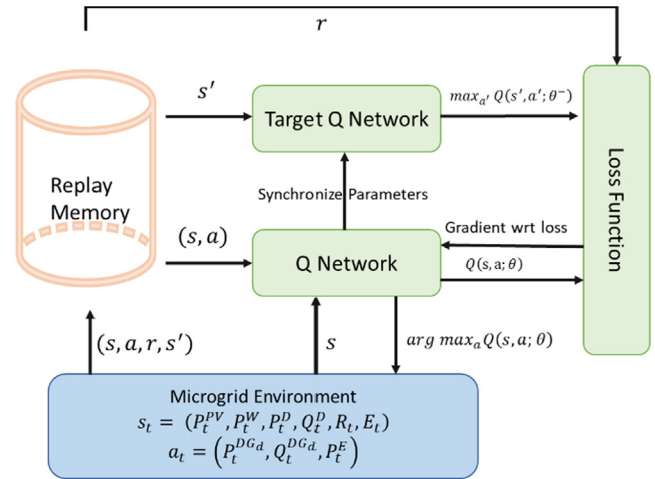 r
s′
Target Q Network
max_{a′} Q(s′, a′; θ⁻)
Replay
Memory
Synchronize Parameters
Loss Function
(s, a)
Gradient wrt loss
Q Network
Q(s, a; θ)
(s, a, r, s′)
s
arg max_a Q(s, a; θ)
Microgrid Environment
s_t = (P_t^{PV}, P_t^W, P_t^D, Q_t^D, R_t, E_t)
a_t = (P_t^{DG_d}, Q_t^{DG_d}, P_t^E)